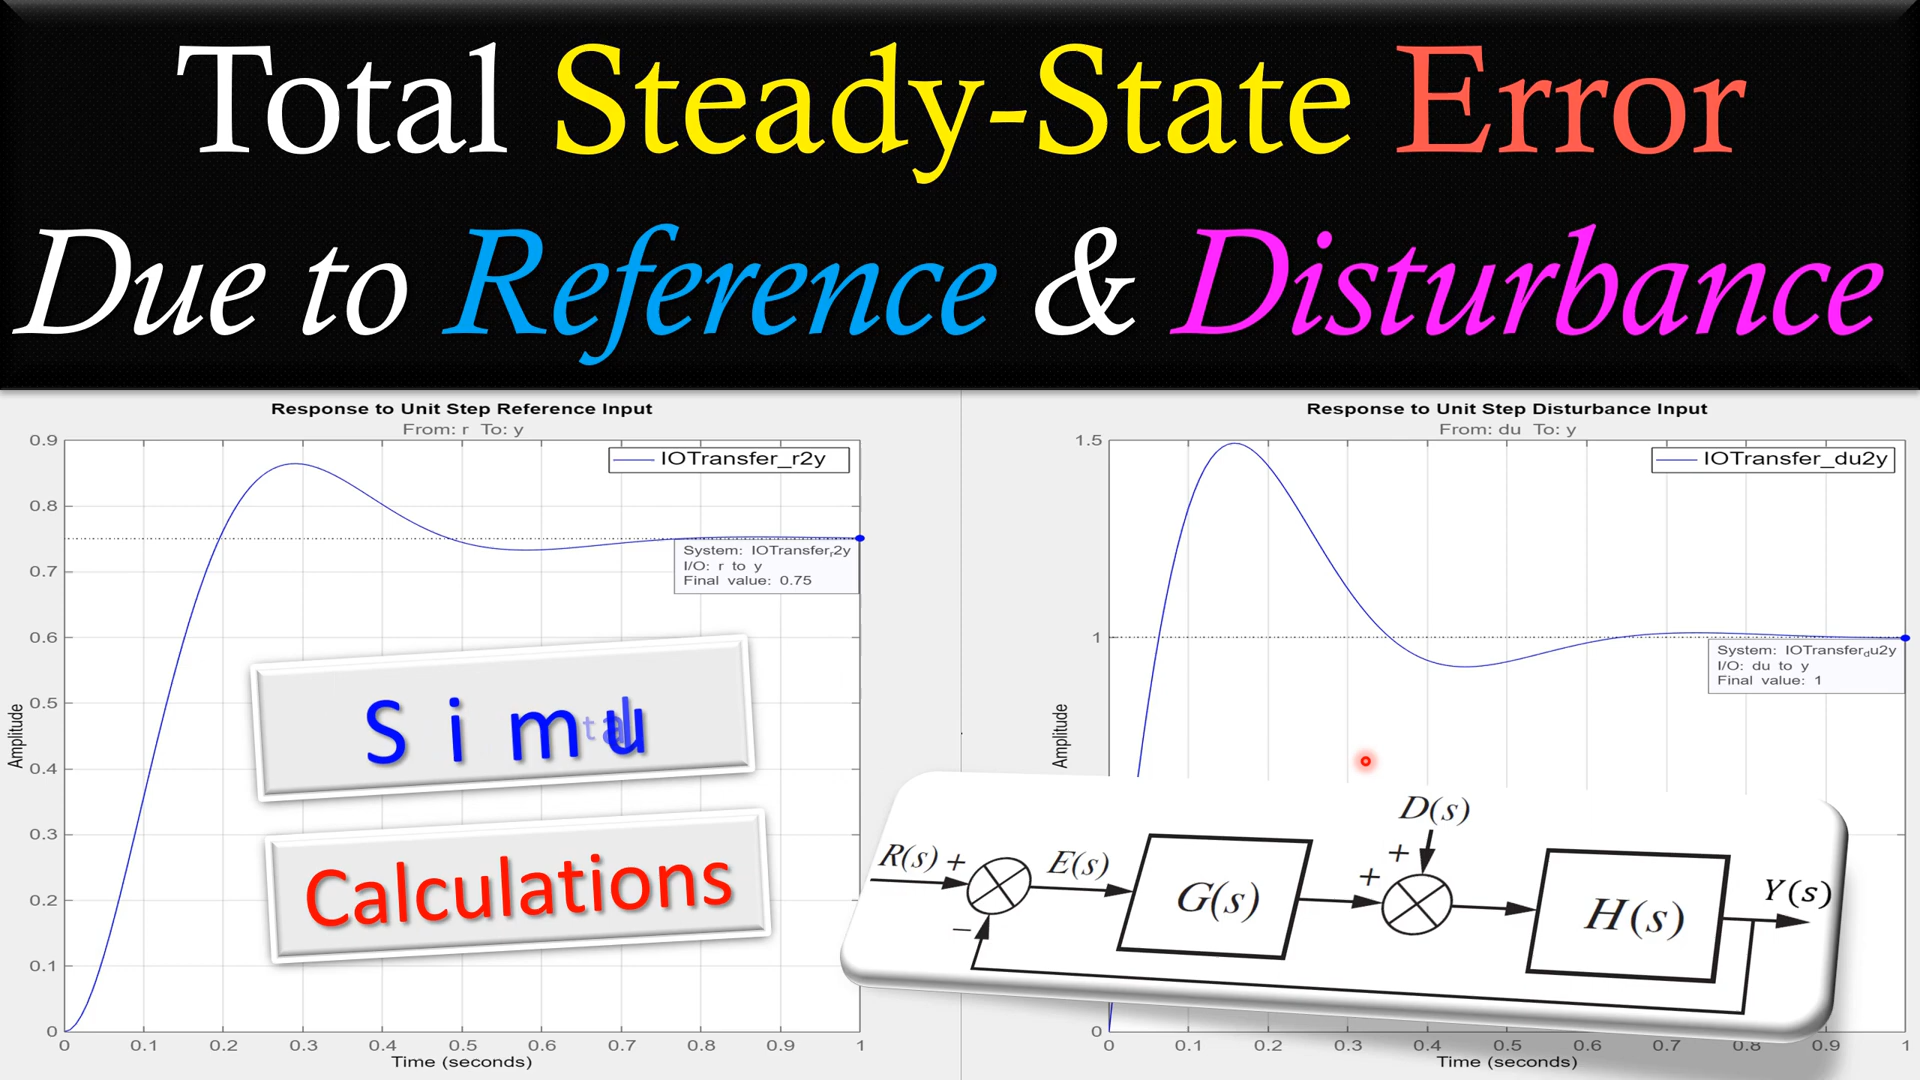 Total Steady-State Error
Due to Reference & Disturbance
Response to Unit Step Reference Input
From: r To: y
IOTransfer_r2y
0.9
0.8
0.7
0.6
0.5
0.4
0.3
0.2
0.1
0
Amplitude
System: IOTransferr2y
I/O: r to y
Final value: 0.75
0 0.1 0.2 0.3 0.4 0.5 0.6 0.7 0.8 0.9 1
Time (seconds)
Simu
Calculations
Response to Unit Step Disturbance Input
From: du To: y
IOTransfer_du2y
1.5
1
0
Amplitude
System: IOTransferdu2y
I/O: du to y
Final value: 1
D(s)
R(s) + E(s) + + Y(s)
G(s) H(s)
−
0 0.1 0.2 0.3 0.4 0.5 0.6 0.7 0.8 0.9 1
Time (seconds)